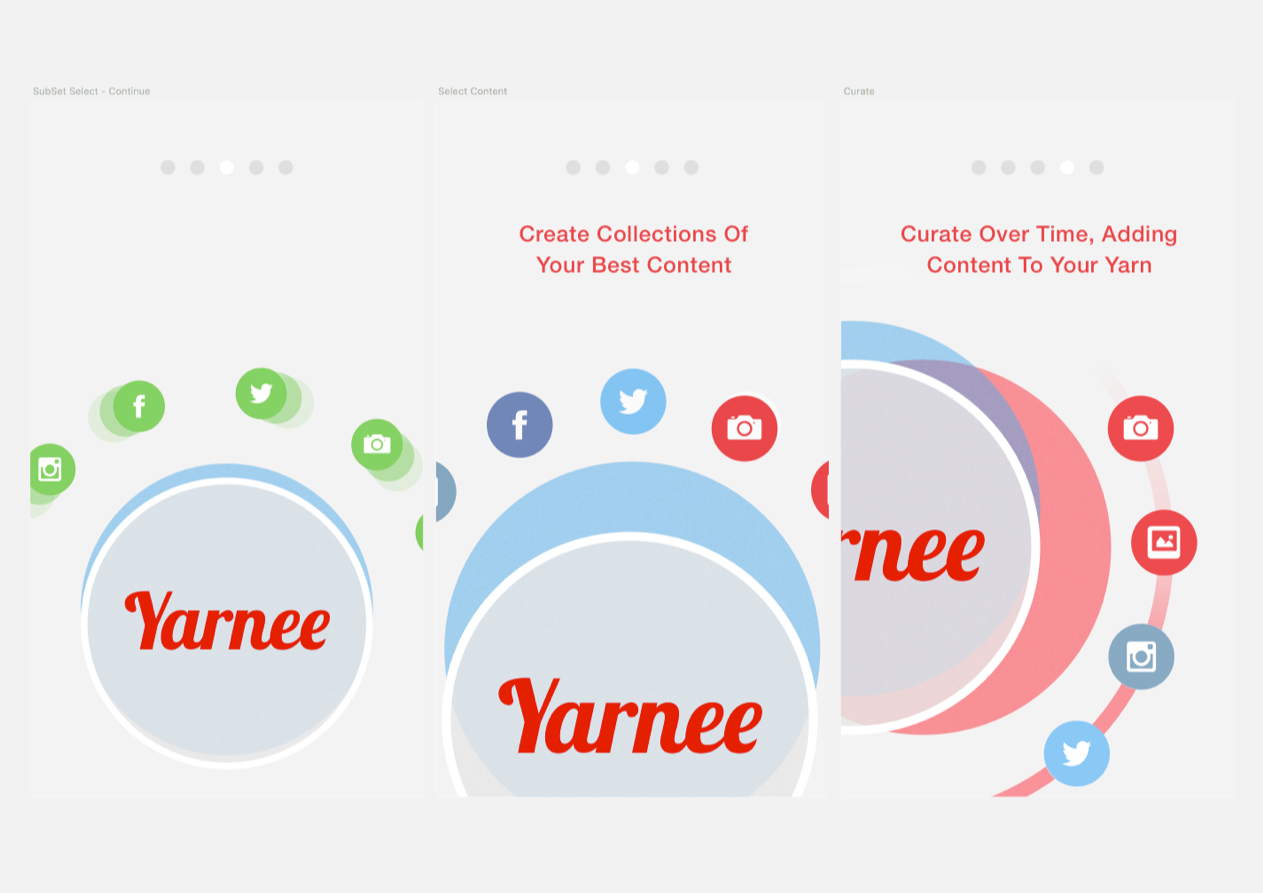 SubSet Select - Continue
Select Content
Curate
Create Collections Of
Your Best Content
Curate Over Time, Adding
Content To Your Yarn
Yarnee
Yarnee
rnee